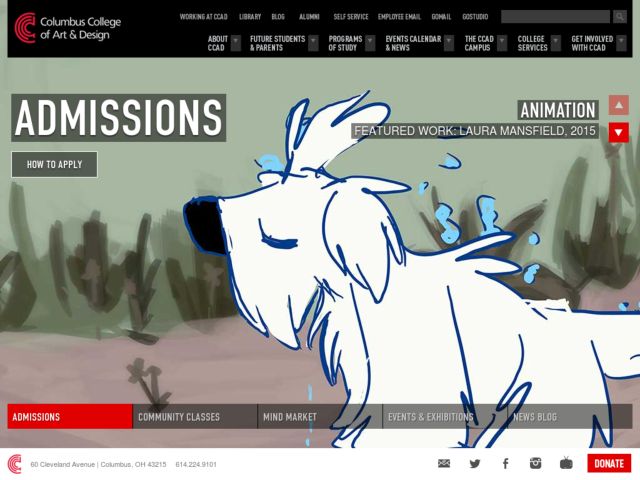 Columbus College
of Art & Design
WORKING AT CCAD LIBRARY BLOG ALUMNI SELF SERVICE EMPLOYEE EMAIL GOMAIL GOSTUDIO
ABOUT
CCAD
FUTURE STUDENTS
& PARENTS
PROGRAMS
OF STUDY
EVENTS CALENDAR
& NEWS
THE CCAD
CAMPUS
COLLEGE
SERVICES
GET INVOLVED
WITH CCAD
ADMISSIONS
HOW TO APPLY
ANIMATION
FEATURED WORK: LAURA MANSFIELD, 2015
ADMISSIONS
COMMUNITY CLASSES
MIND MARKET
EVENTS & EXHIBITIONS
NEWS BLOG
60 Cleveland Avenue | Columbus, OH 43215 614.224.9101
DONATE